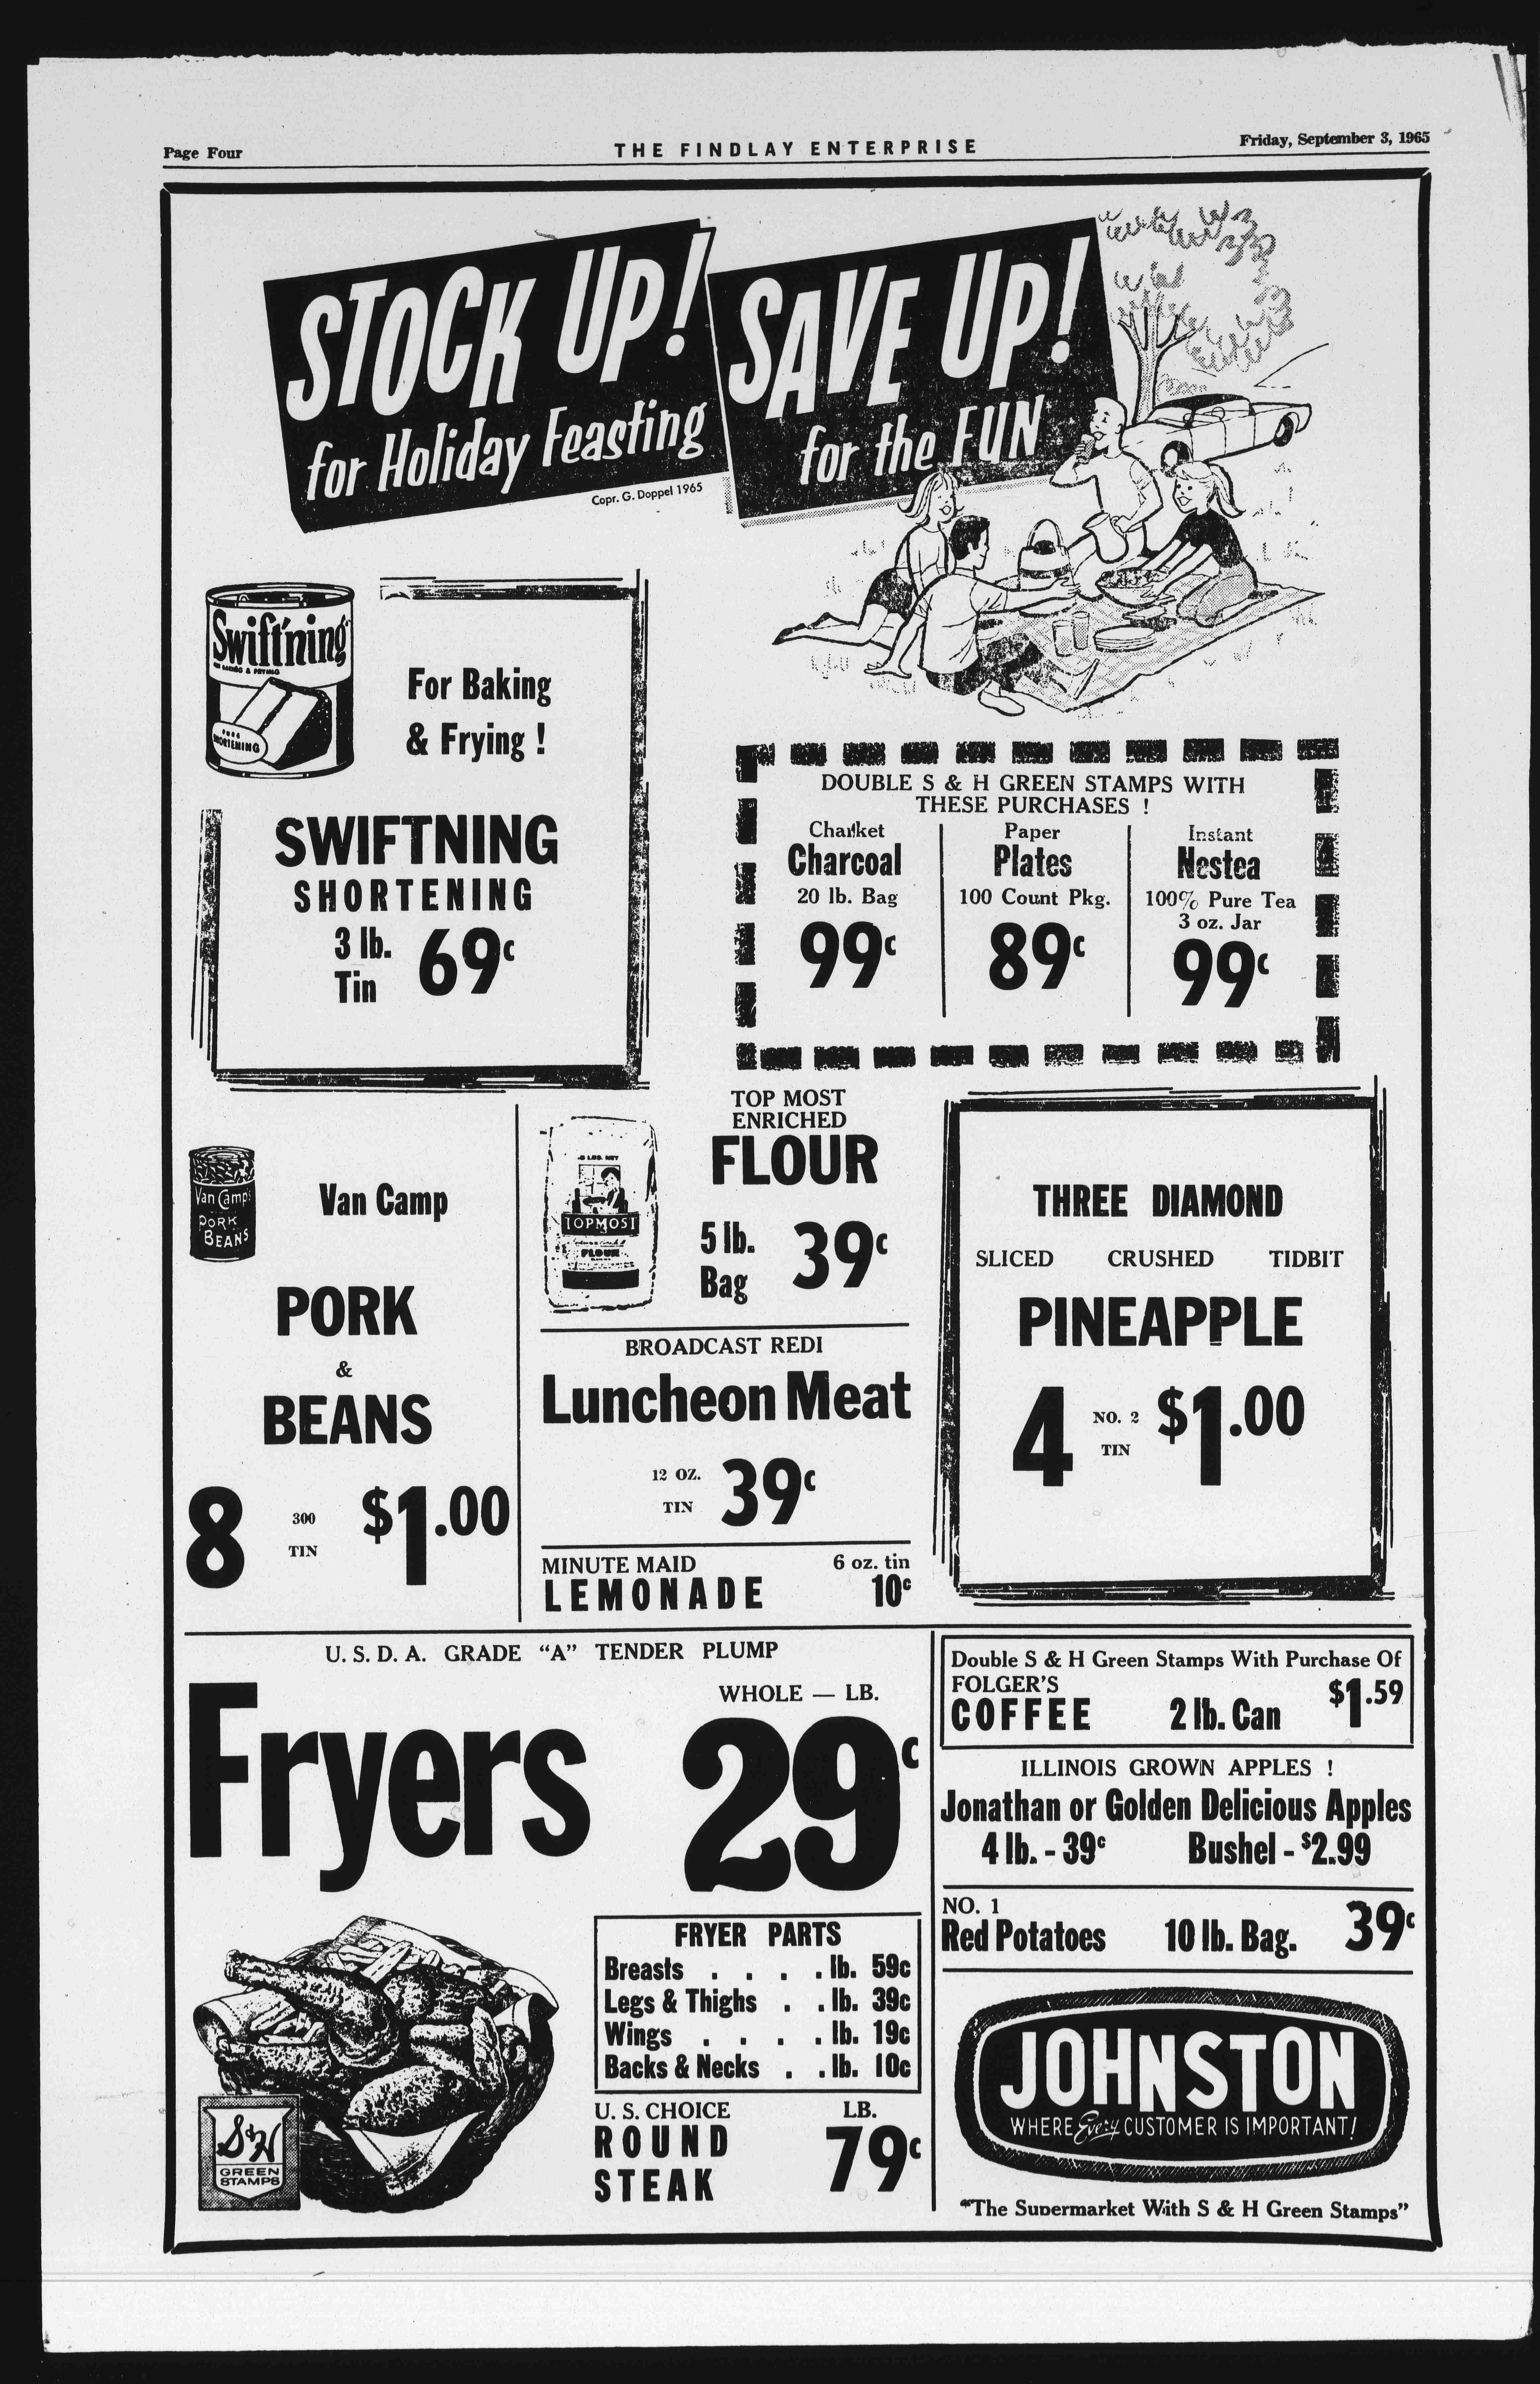 Page Four
THE FINDLAY ENTERPRISE
Friday, September 3, 1965
STOCK UP!
for Holiday Feasting
Copr. G. Doppel 1965
SAVE UP!
for the FUN
Swift'ning
FOR BAKING & FRYING
PURE
SHORTENING
For Baking
& Frying !
SWIFTNING
SHORTENING
3 lb.
Tin
69c
DOUBLE S & H GREEN STAMPS WITH
THESE PURCHASES !
Charket
Charcoal
20 lb. Bag
99c
Paper
Plates
100 Count Pkg.
89c
Instant
Nestea
100% Pure Tea
3 oz. Jar
99c
Van Camp's
PORK
BEANS
Van Camp
PORK
&
BEANS
8
300
TIN
$1.00
TOP MOST
ENRICHED
FLOUR
TOPMOST
FLOUR
5 lb.
Bag
39c
BROADCAST REDI
Luncheon Meat
12 OZ.
TIN
39c
MINUTE MAID
LEMONADE
6 oz. tin
10c
THREE DIAMOND
SLICED CRUSHED TIDBIT
PINEAPPLE
4
NO. 2
TIN
$1.00
U. S. D. A. GRADE "A" TENDER PLUMP
Fryers
WHOLE — LB.
29c
FRYER PARTS
Breasts . . . . lb. 59c
Legs & Thighs . . lb. 39c
Wings . . . . lb. 19c
Backs & Necks . . lb. 10c
U. S. CHOICE
ROUND
STEAK
LB.
79c
S&H
GREEN
STAMPS
Double S & H Green Stamps With Purchase Of
FOLGER'S
COFFEE 2 lb. Can $1.59
ILLINOIS GROWN APPLES !
Jonathan or Golden Delicious Apples
4 lb. - 39c Bushel - $2.99
NO. 1
Red Potatoes 10 lb. Bag. 39c
JOHNSTON
WHERE Every CUSTOMER IS IMPORTANT!
"The Supermarket With S & H Green Stamps"